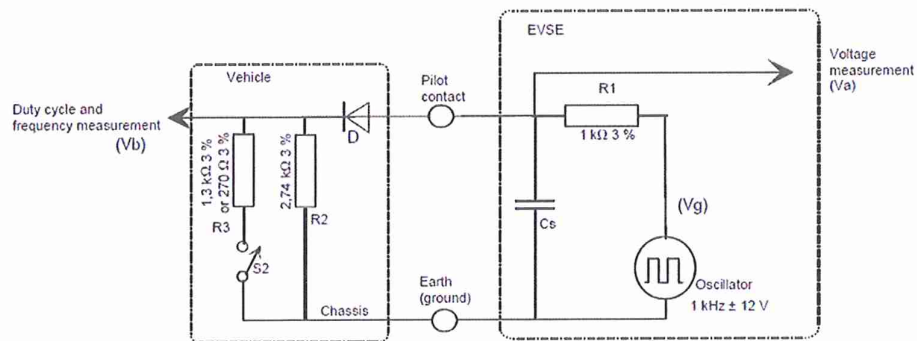 EVSE
Voltage
measurement
(Va)
Vehicle
Pilot
contact
R1
1 kΩ 3 %
Duty cycle and
frequency measurement
(Vb)
D
1,3 kΩ 3 %
or 270 Ω 3 %
R3
2,74 kΩ 3 %
R2
S2
Cs
(Vg)
Oscillator
1 kHz ± 12 V
Earth
(ground)
Chassis